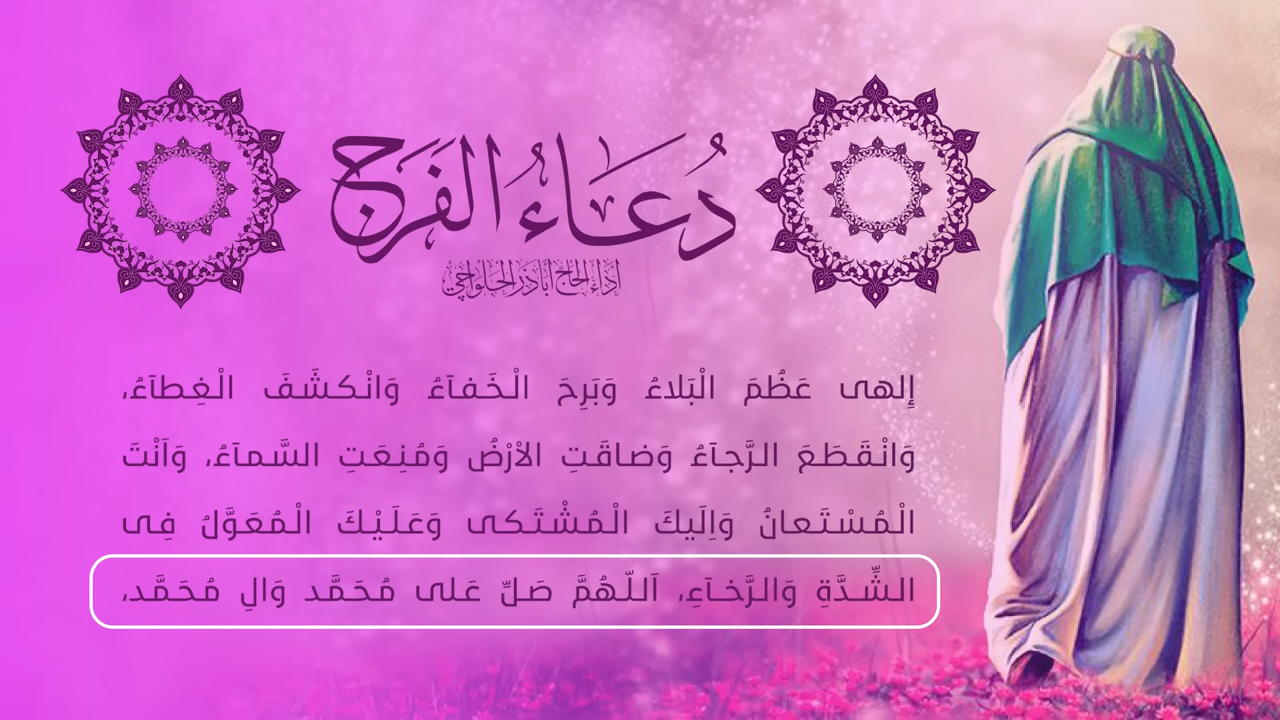 دُعَاءُ الفَرَج
أداء الحاج أباذر الحلواجي
إِلهى عَظُمَ الْبَلاءُ وَبَرِحَ الْخَفآءُ وَانْكشَفَ الْغِطآءُ،
وَانْقَطَعَ الرَّجآءُ وَضاقَتِ الاْرْضُ وَمُنِعَتِ السَّمآءُ، وَاَنْتَ
الْمُسْتَعانُ وَاِلَيكَ الْمُشْتَكى وَعَلَيْكَ الْمُعَوَّلُ فِى
الشِّدَّةِ وَالرَّخآءِ، اَللّهُمَّ صَلِّ عَلى مُحَمَّد وَالِ مُحَمَّد،